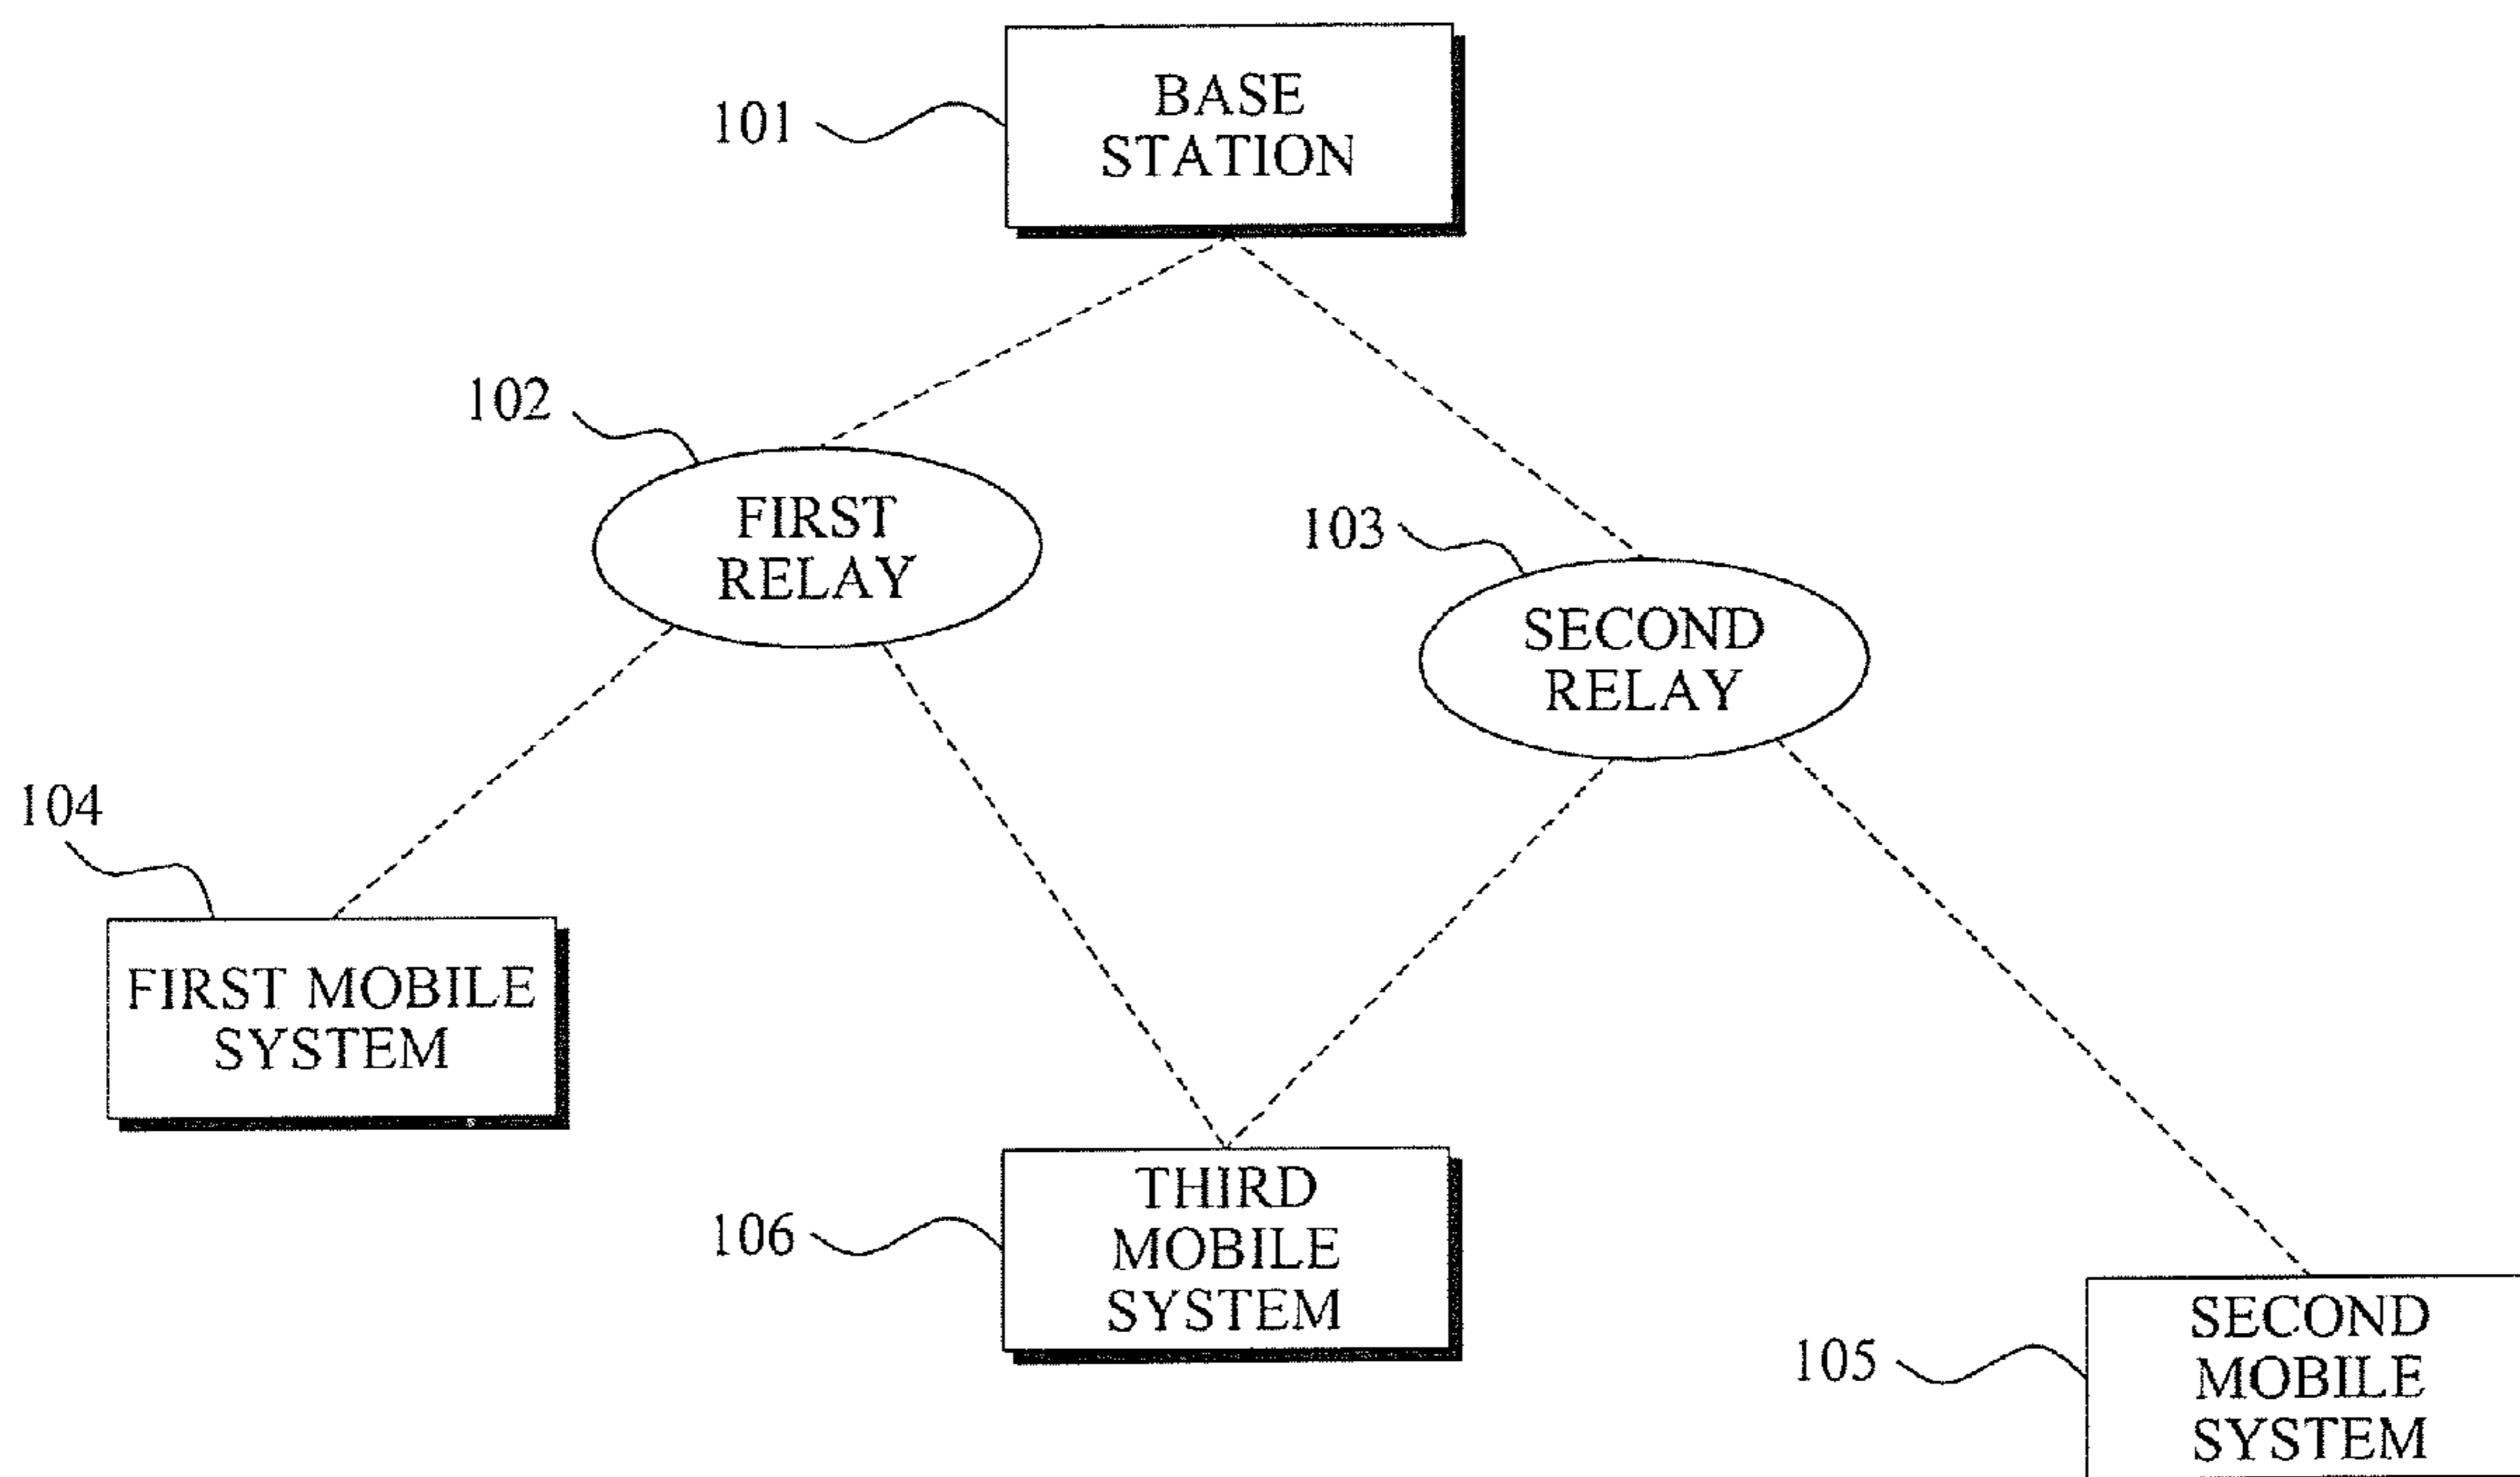 101
BASE
STATION
102
FIRST
RELAY
103
SECOND
RELAY
104
FIRST MOBILE
SYSTEM
106
THIRD
MOBILE
SYSTEM
105
SECOND
MOBILE
SYSTEM